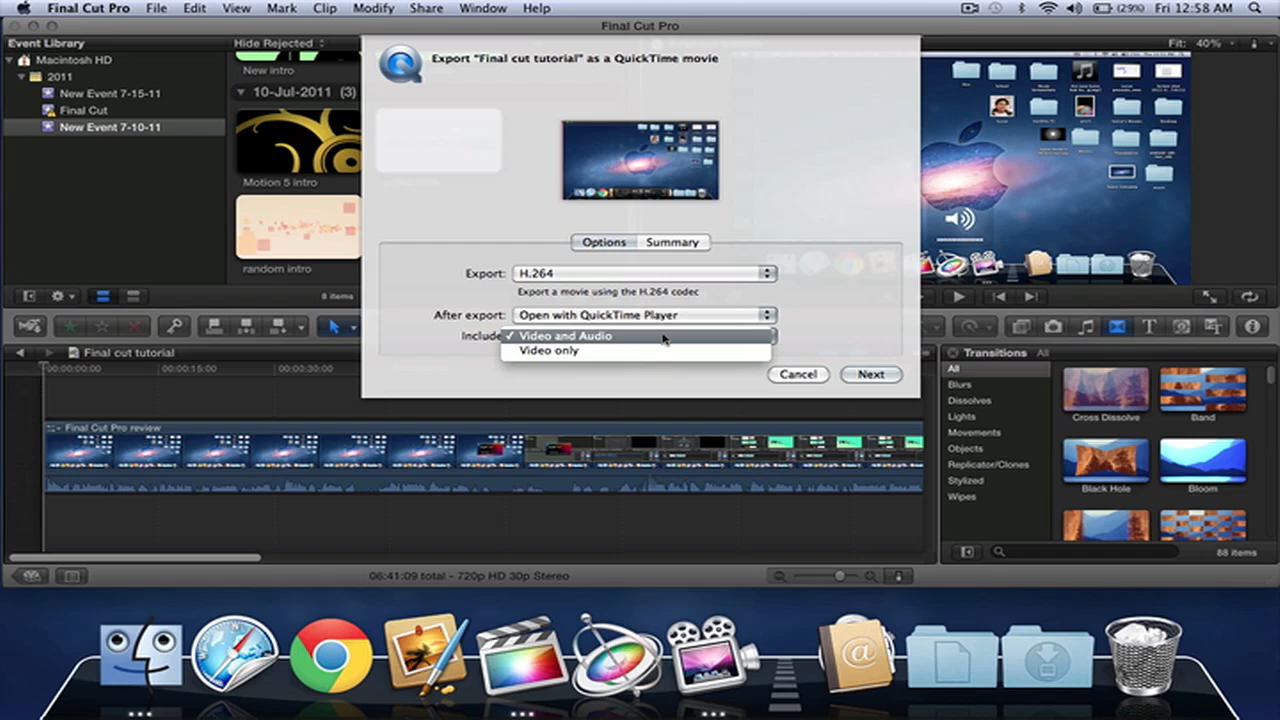 Final Cut Pro File Edit View Mark Clip Modify Share Window Help (29%) Fri 12:58 AM
Final Cut Pro
Event Library
Hide Rejected
Fit: 40%
Macintosh HD
2011
New Event 7-15-11
Final Cut
New Event 7-10-11
New intro
10-Jul-2011 (3)
Motion 5 intro
random intro
8 items
Export "Final cut tutorial" as a QuickTime movie
Options Summary
Export: H.264
Export a movie using the H.264 codec
After export: Open with QuickTime Player
Include
✓ Video and Audio
Video only
Cancel Next
Final cut tutorial
00:00:00:00 00:00:15:00 00:00:30:00
Final Cut Pro review
06:41:09 total - 720p HD 30p Stereo
Transitions All
All
Blurs
Dissolves
Lights
Movements
Objects
Replicator/Clones
Stylized
Wipes
Cross Dissolve Band
Black Hole Bloom
88 items